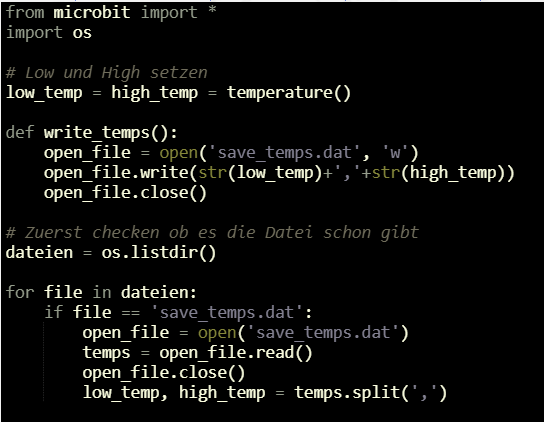 from microbit import *
import os
# Low und High setzen
low_temp = high_temp = temperature()
def write_temps():
    open_file = open('save_temps.dat', 'w')
    open_file.write(str(low_temp)+','+str(high_temp))
    open_file.close()
# Zuerst checken ob es die Datei schon gibt
dateien = os.listdir()
for file in dateien:
    if file == 'save_temps.dat':
        open_file = open('save_temps.dat')
        temps = open_file.read()
        open_file.close()
        low_temp, high_temp = temps.split(',')